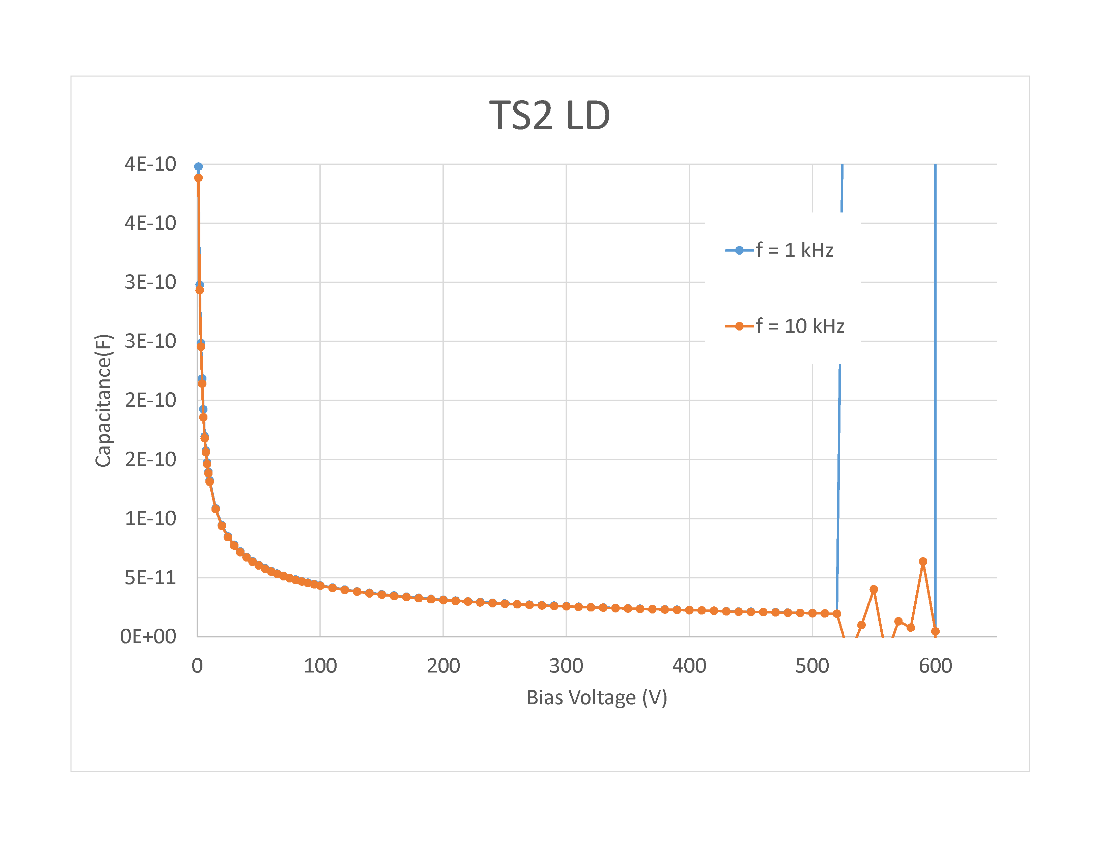 TS2 LD
4E-10
4E-10
3E-10
3E-10
2E-10
2E-10
1E-10
5E-11
0E+00
Capacitance(F)
f = 1 kHz
f = 10 kHz
0 100 200 300 400 500 600
Bias Voltage (V)